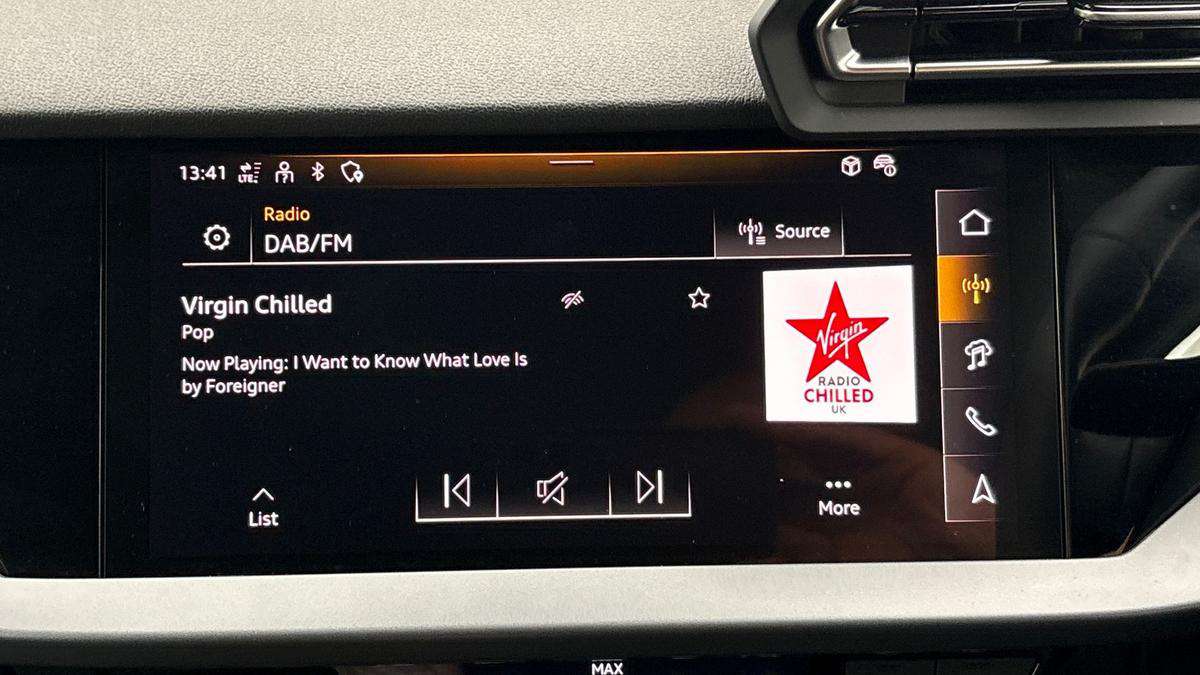 13:41 LTE
Radio
DAB/FM
Source
Virgin Chilled
Pop
Now Playing: I Want to Know What Love Is
by Foreigner
Virgin
RADIO
CHILLED
UK
List
More
MAX